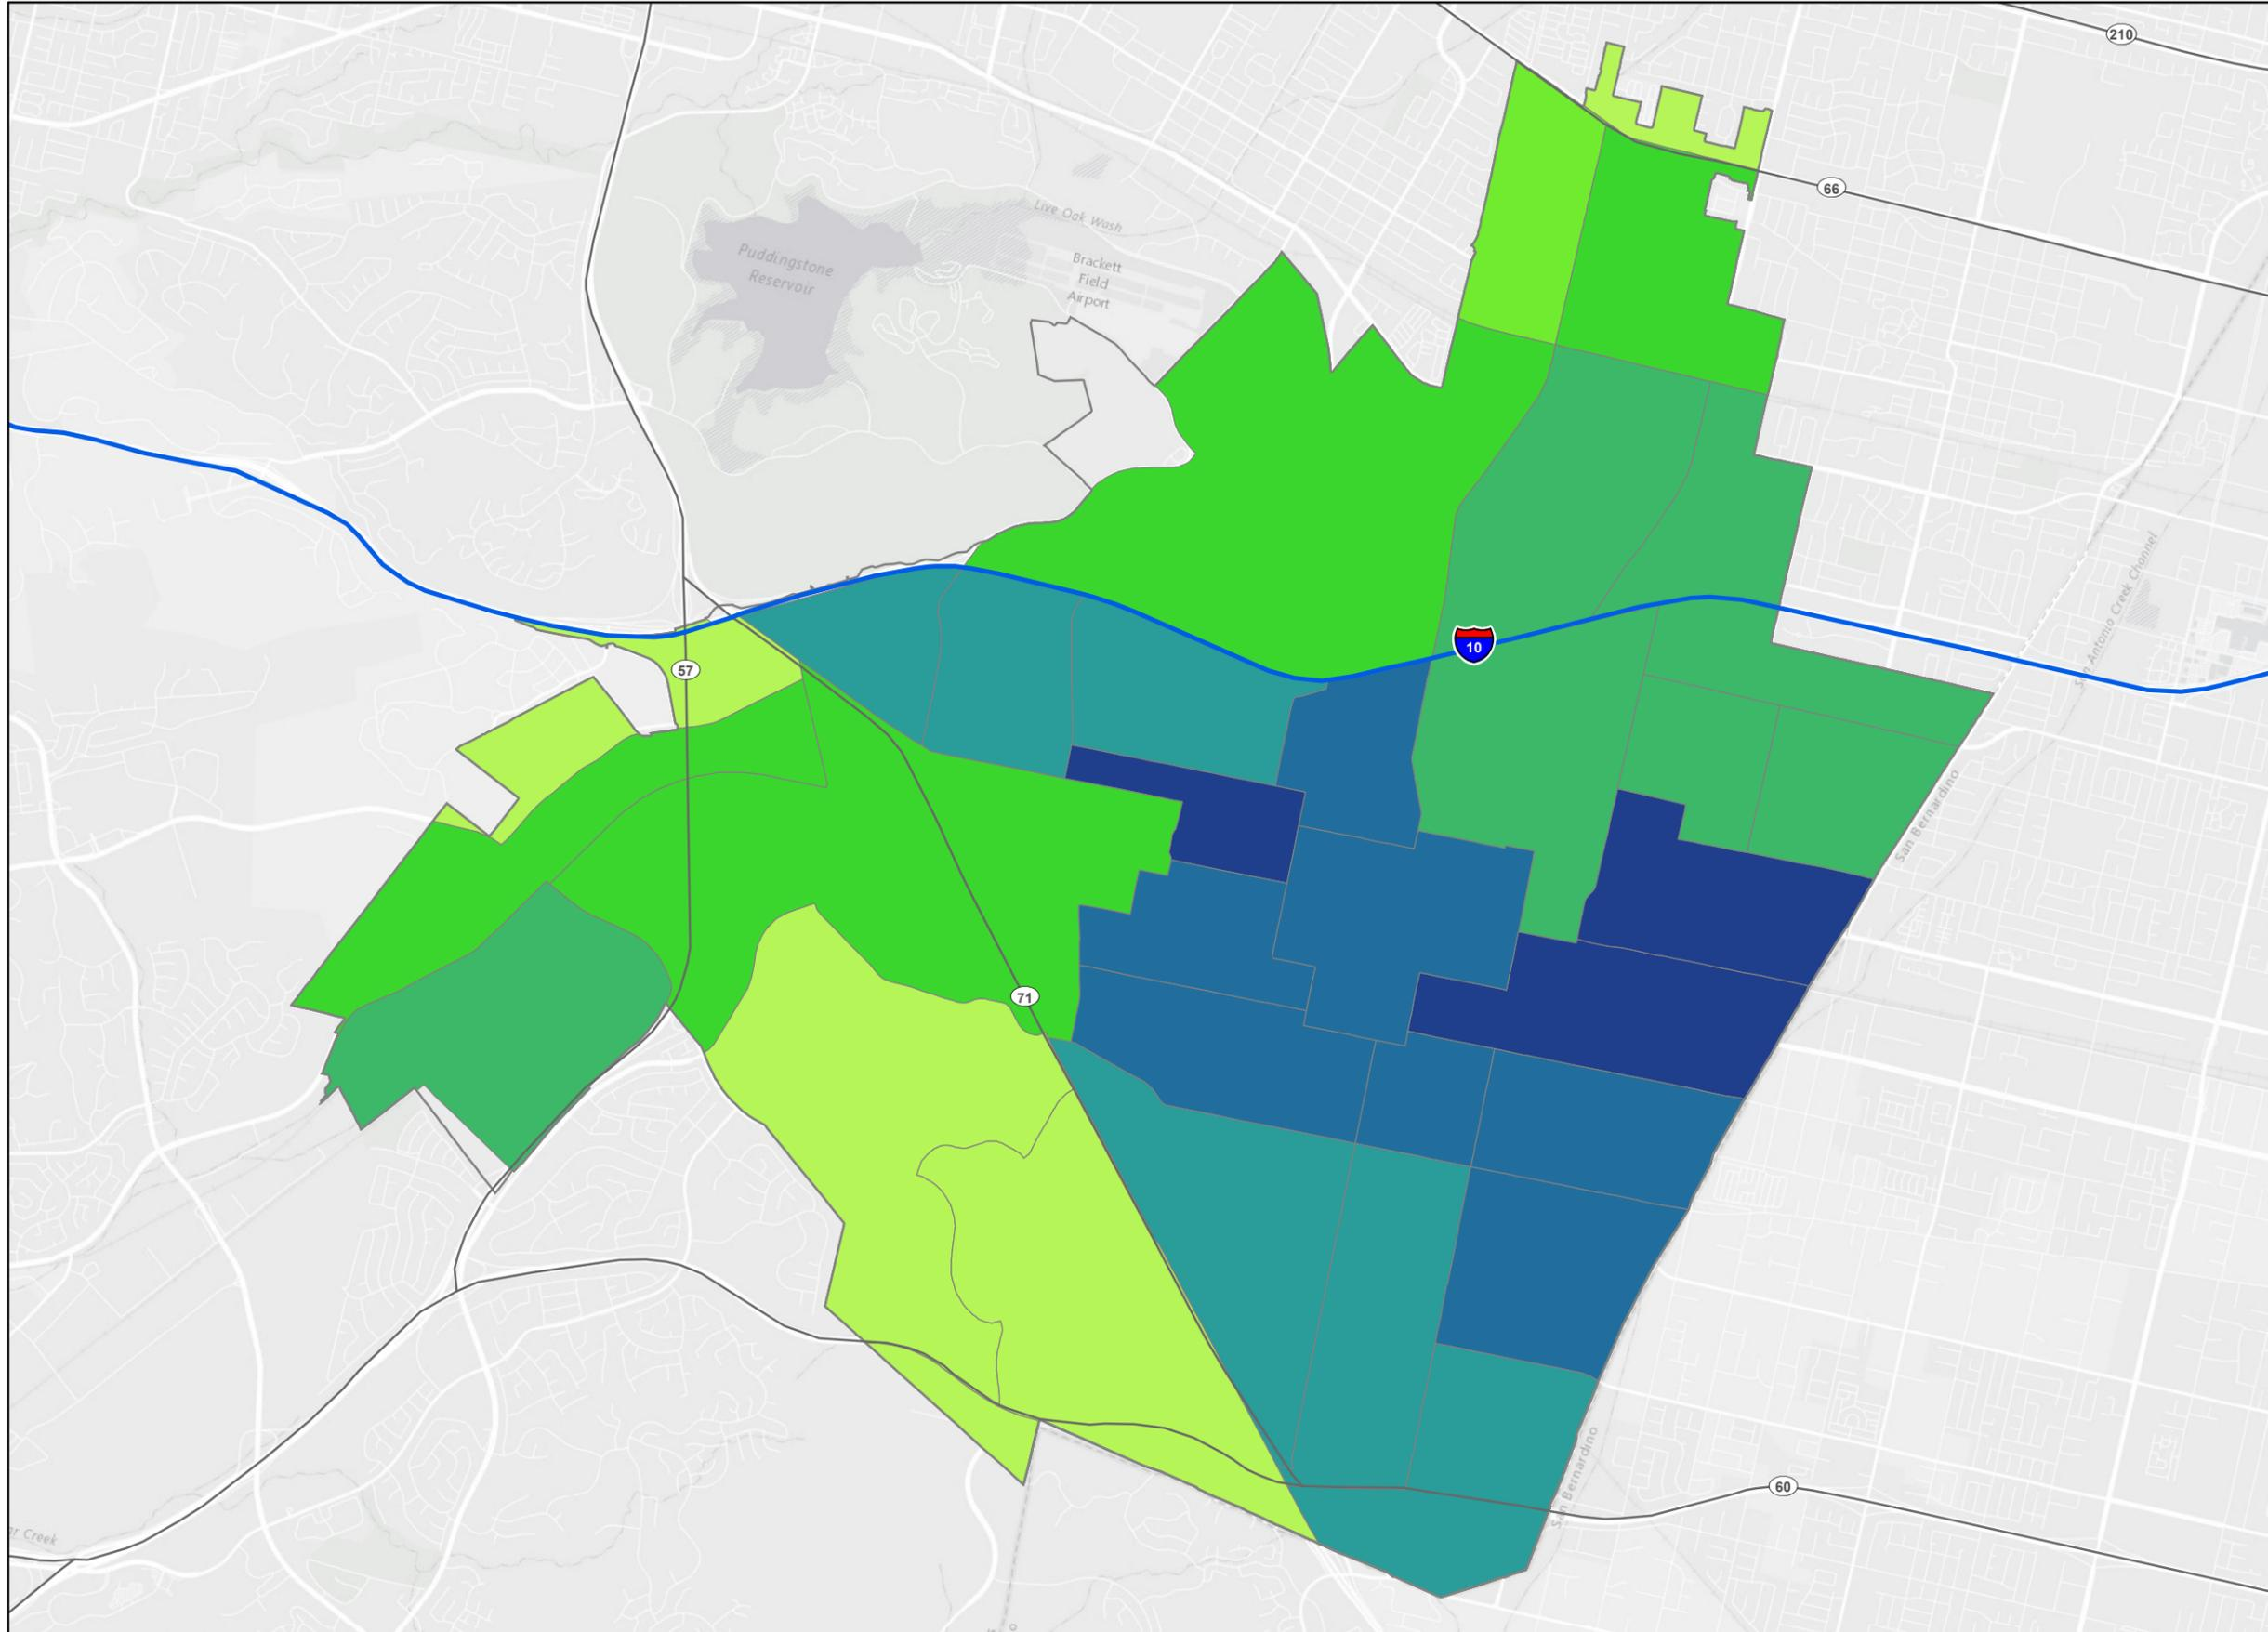 210
66
Live Oak Wash
Puddingstone
Reservoir
Brackett
Field
Airport
San Antonio Creek Channel
10
57
San Bernardino
71
60
San Bernardino
Creek